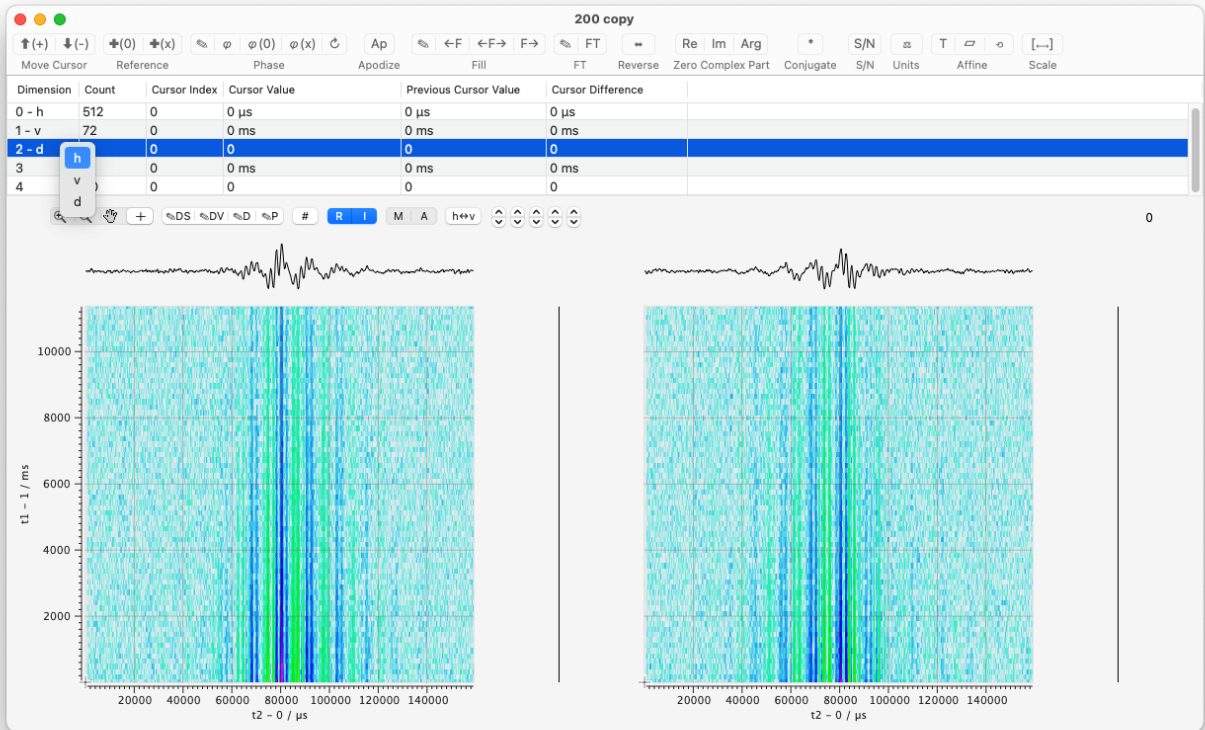 200 copy
↑(+) ↓(-) ✚(0) ✚(x) φ φ(0) φ(x) Ap ←F ←F→ F→ FT Re Im Arg * S/N T
Move Cursor Reference Phase Apodize Fill FT Reverse Zero Complex Part Conjugate S/N Units Affine Scale
Dimension Count Cursor Index Cursor Value Previous Cursor Value Cursor Difference
0 - h 512 0 0 µs 0 µs 0 µs
1 - v 72 0 0 ms 0 ms 0 ms
2 - d 0 0 0 0
h
3 0 0 ms 0 ms 0 ms
v
4 0 0 0 0
d
DS DV D P # R I M A h⇔v 0
10000
8000
6000
4000
2000
t1 - 1 / ms
20000 40000 60000 80000 100000 120000 140000
t2 - 0 / µs
20000 40000 60000 80000 100000 120000 140000
t2 - 0 / µs